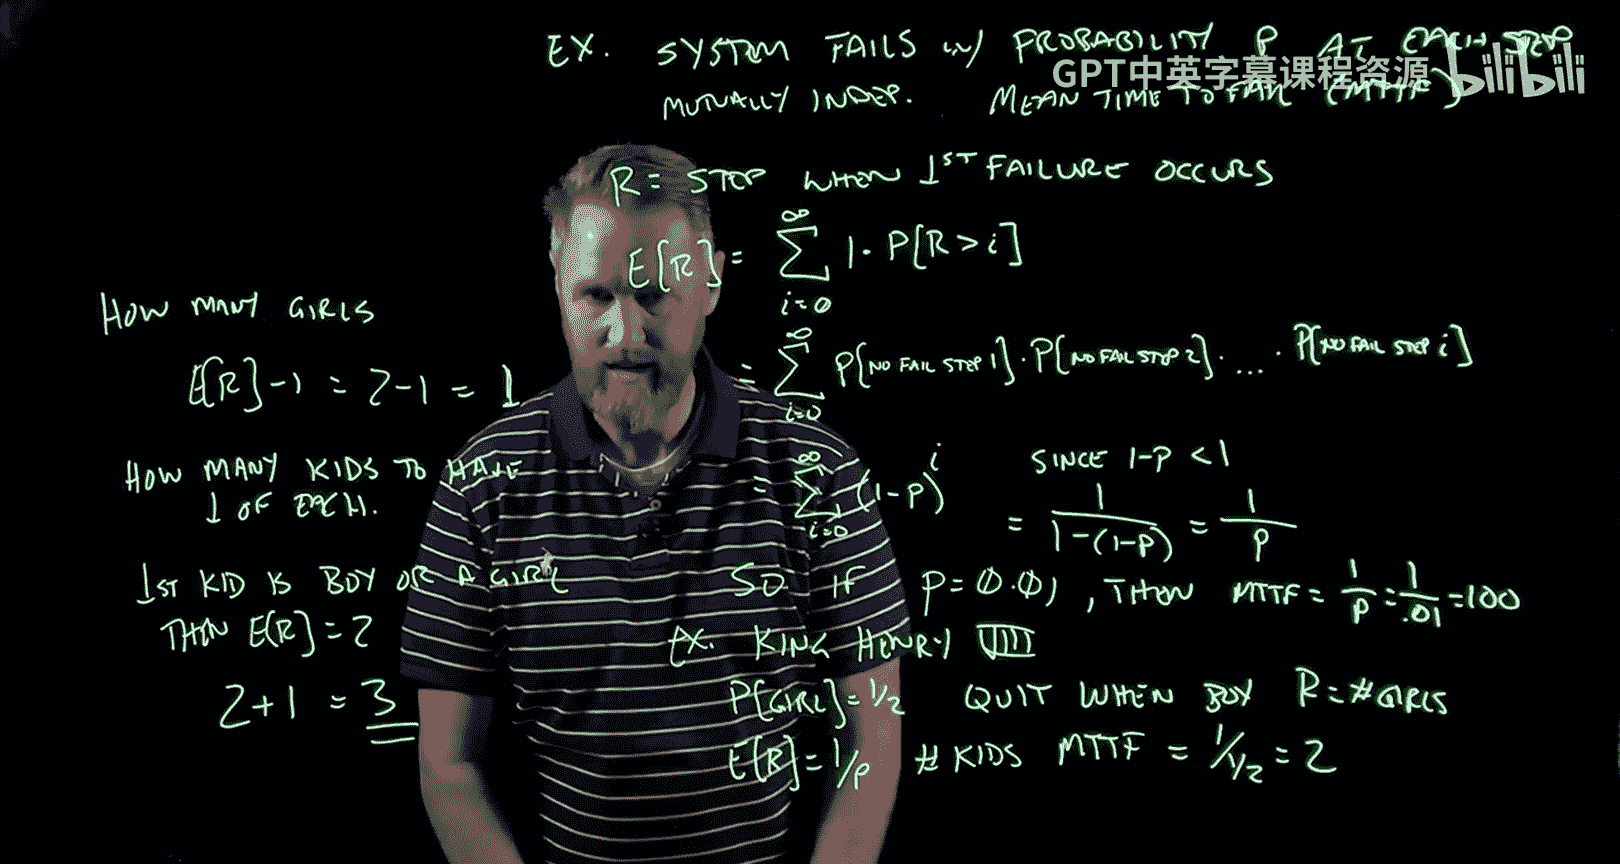 EX. SYSTEM FAILS w/ PROBABILITY P AT EACH STEP
GPT中英字幕课程资源 bilibili
MUTUALLY INDEP. MEAN TIME TO FAIL (MTTF)
R = STEP WHEN 1ST FAILURE OCCURS
E[R] = ∑_{i=0}^{∞} 1·P[R>i]
= ∑_{i=0}^{∞} P[NO FAIL STEP 1]·P[NO FAIL STEP 2]·...·P[NO FAIL STEP i]
= ∑_{i=0}^{∞} (1-P)^i SINCE 1-P < 1
= 1/(1-(1-P)) = 1/P
SO IF P=0.01, THEN MTTF = 1/P = 1/.01 = 100
EX. KING HENRY VIII
P[GIRL]=1/2 QUIT WHEN BOY R=#GIRLS
E[R]=1/P # KIDS MTTF = 1/1/2 = 2
HOW MANY GIRLS
E[R]-1 = 2-1 = 1
HOW MANY KIDS TO HAVE
1 OF EACH.
1ST KID IS BOY OR A GIRL
THEN E[R]=2
2+1 = 3